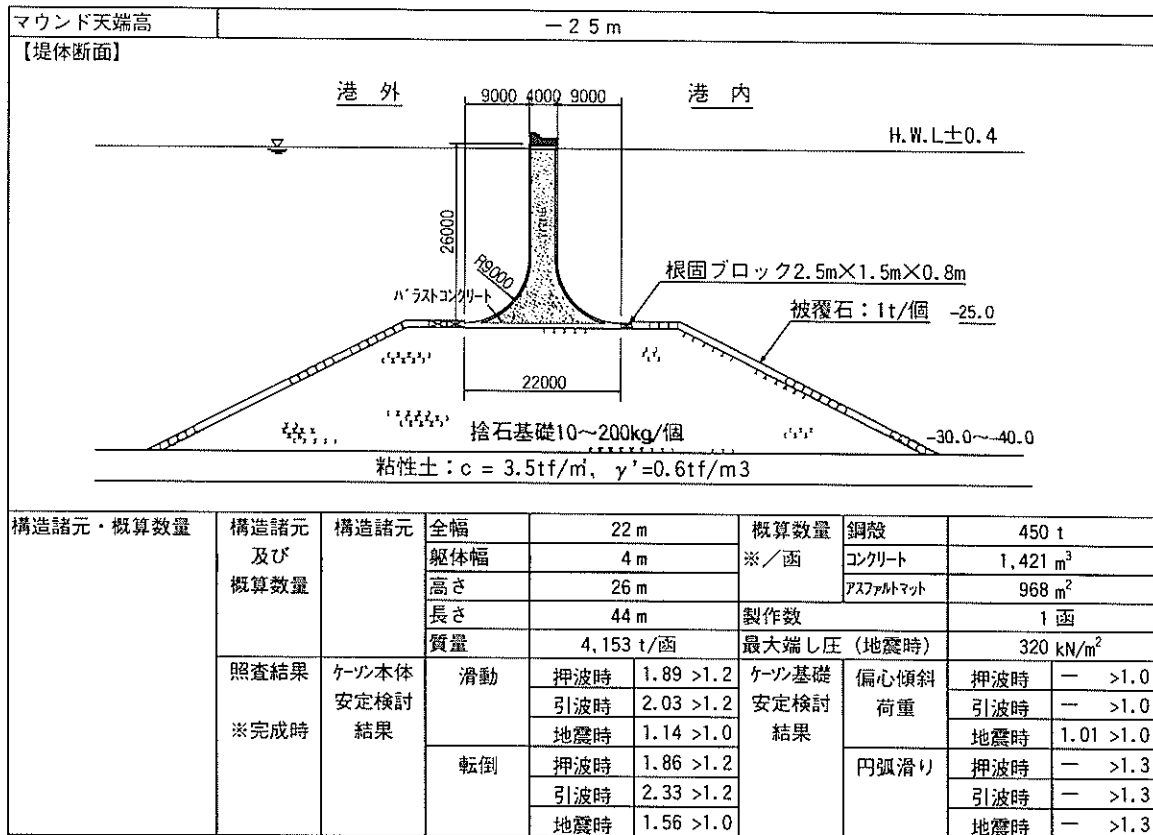 マウンド天端高 －25m
【堤体断面】
港 外
9000 4000 9000
港 内
H.W.L±0.4
26000
R9000
バラストコンクリート
根固ブロック2.5m×1.5m×0.8m
被覆石：1t/個 -25.0
22000
捨石基礎10～200kg/個
-30.0～-40.0
粘性土：c = 3.5tf/㎡, γ'=0.6tf/m3
構造諸元・概算数量 構造諸元 構造諸元 全幅 22 m 概算数量 鋼殻 450 t
及び 躯体幅 4 m ※／函 コンクリート 1,421 m³
概算数量 高さ 26 m アスファルトマット 968 m²
長さ 44 m 製作数 1 函
質量 4,153 t/函 最大端し圧（地震時） 320 kN/m²
照査結果 ケーソン本体 滑動 押波時 1.89 >1.2 ケーソン基礎 偏心傾斜 押波時 － >1.0
安定検討 引波時 2.03 >1.2 安定検討 荷重 引波時 － >1.0
※完成時 結果 地震時 1.14 >1.0 結果 地震時 1.01 >1.0
転倒 押波時 1.86 >1.2 円弧滑り 押波時 － >1.3
引波時 2.33 >1.2 引波時 － >1.3
地震時 1.56 >1.0 地震時 － >1.3